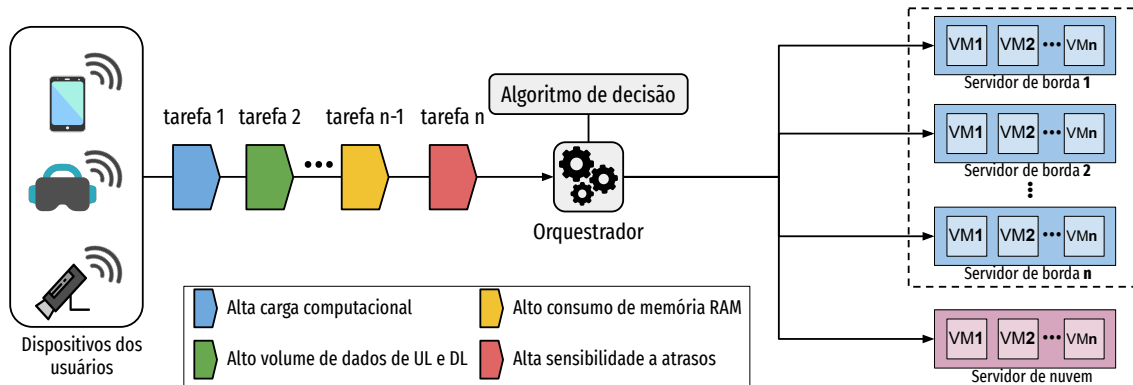 Dispositivos dos
usuários
tarefa 1
tarefa 2
tarefa n-1
tarefa n
Algoritmo de decisão
Orquestrador
VM1 VM2 ••• VMn
Servidor de borda 1
VM1 VM2 ••• VMn
Servidor de borda 2
VM1 VM2 ••• VMn
Servidor de borda n
VM1 VM2 ••• VMn
Servidor de nuvem
Alta carga computacional
Alto consumo de memória RAM
Alto volume de dados de UL e DL
Alta sensibilidade a atrasos